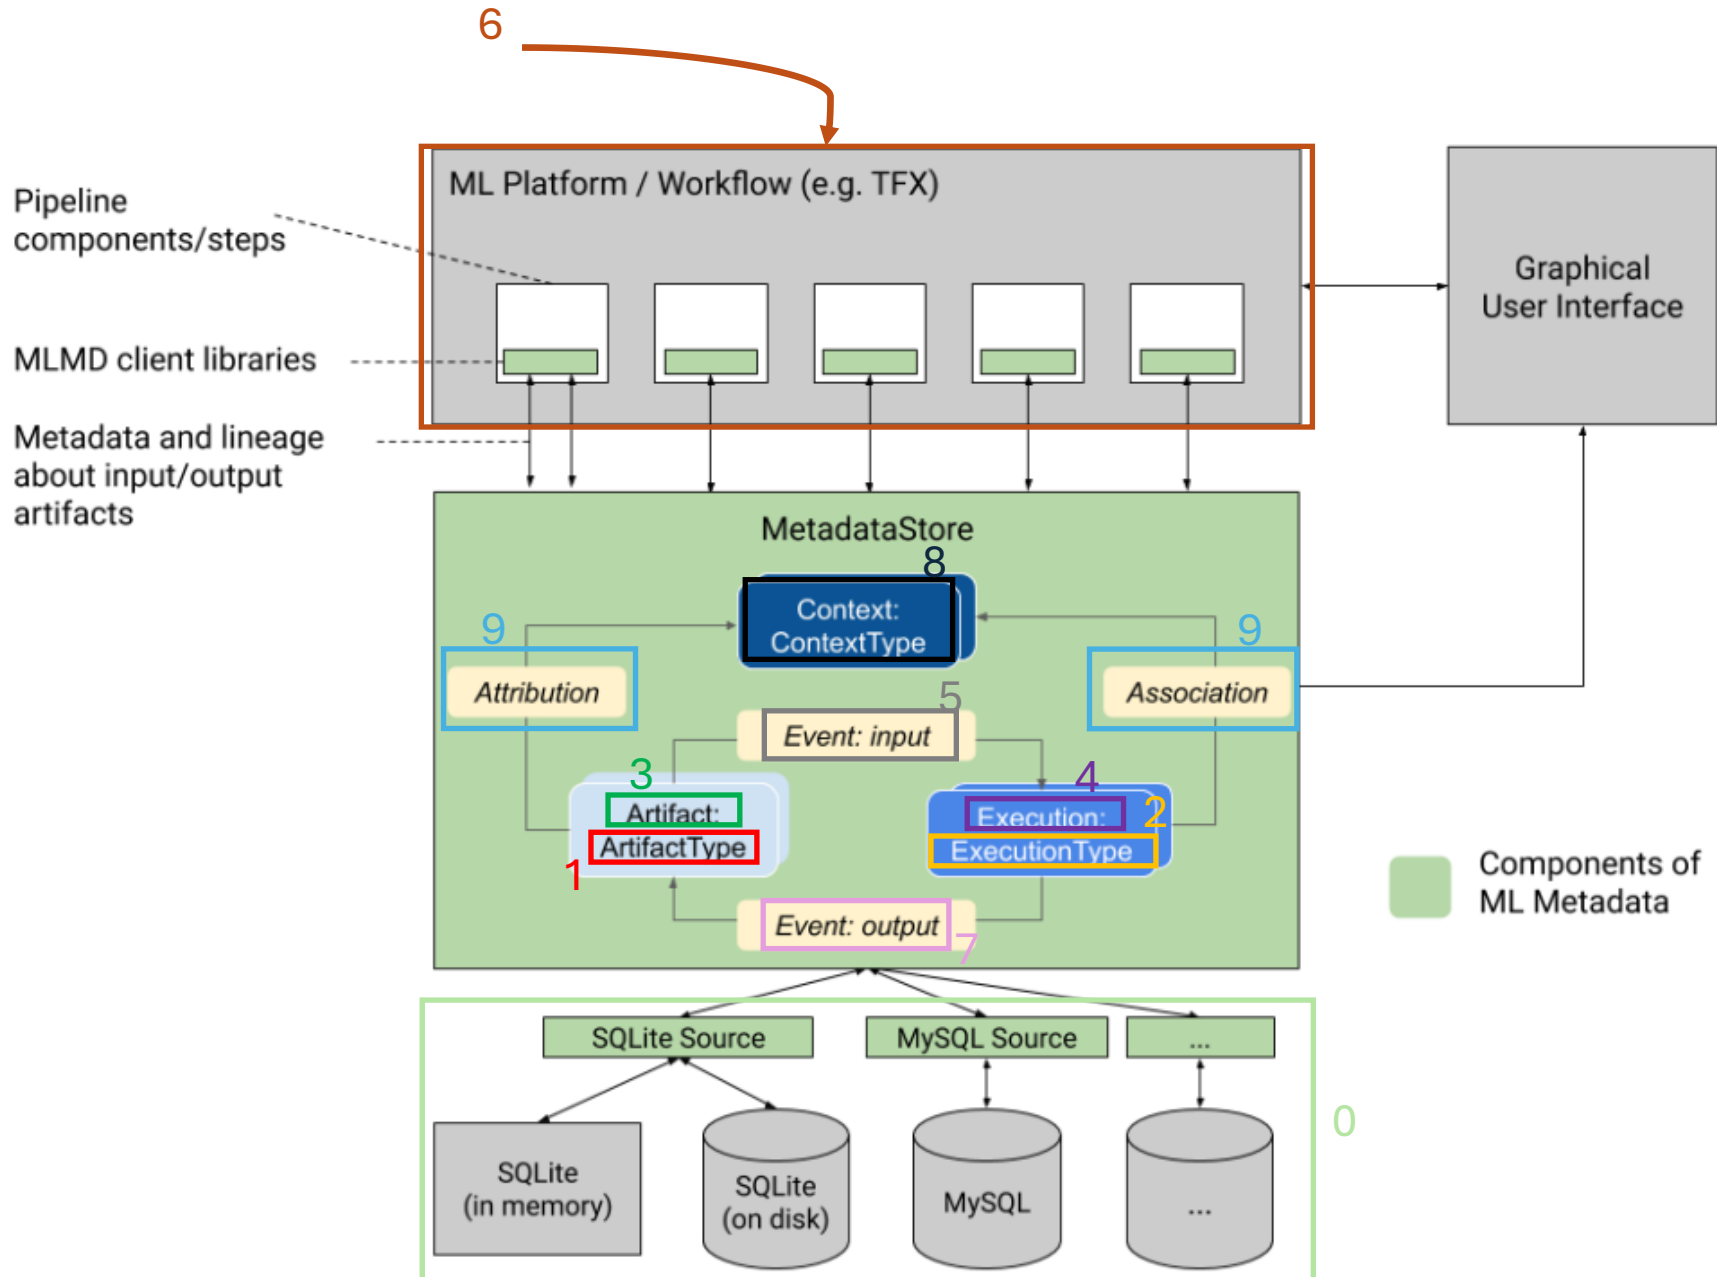 6
ML Platform / Workflow (e.g. TFX)
Pipeline
components/steps
MLMD client libraries
Metadata and lineage
about input/output
artifacts
Graphical
User Interface
MetadataStore
8
Context:
ContextType
9
Attribution
9
Association
5
Event: input
3
Artifact:
ArtifactType
1
4
Execution:
2
ExecutionType
Event: output
7
Components of
ML Metadata
SQLite Source
MySQL Source
...
0
SQLite
(in memory)
SQLite
(on disk)
MySQL
...